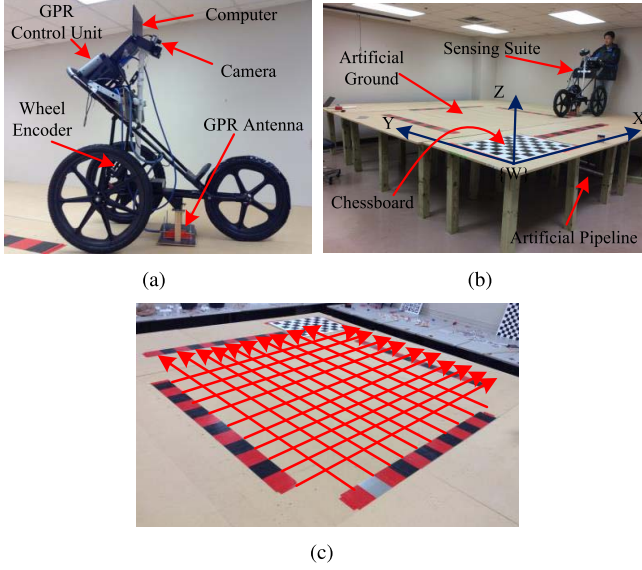 GPR
Control Unit
Computer
Camera
Wheel
Encoder
GPR Antenna
(a)
Artificial
Ground
Sensing Suite
Z
Y
X
{W}
Chessboard
Artificial Pipeline
(b)
(c)